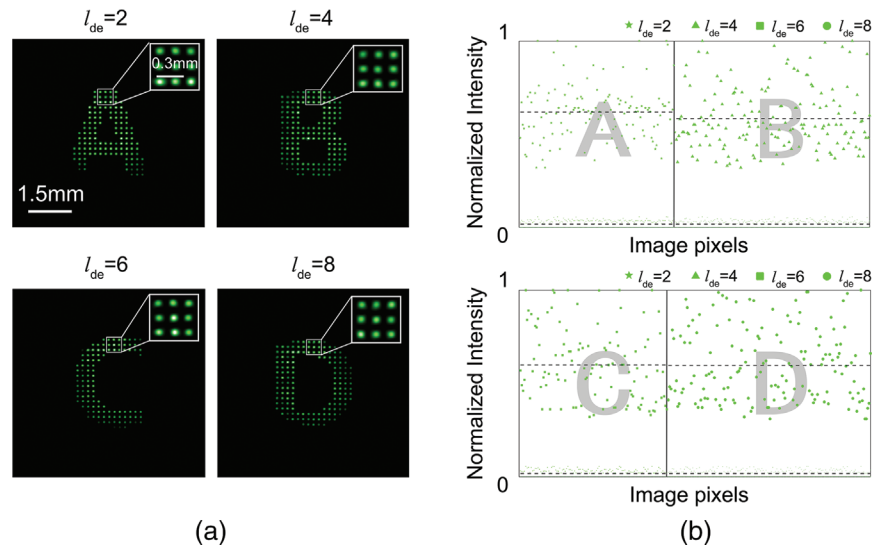 l_de=2
l_de=4
0.3mm
1.5mm
l_de=6
l_de=8
(a)
★ l_de=2 ▲ l_de=4 ■ l_de=6 ● l_de=8
1
Normalized Intensity
A
B
0
Image pixels
★ l_de=2 ▲ l_de=4 ■ l_de=6 ● l_de=8
1
Normalized Intensity
C
D
0
Image pixels
(b)